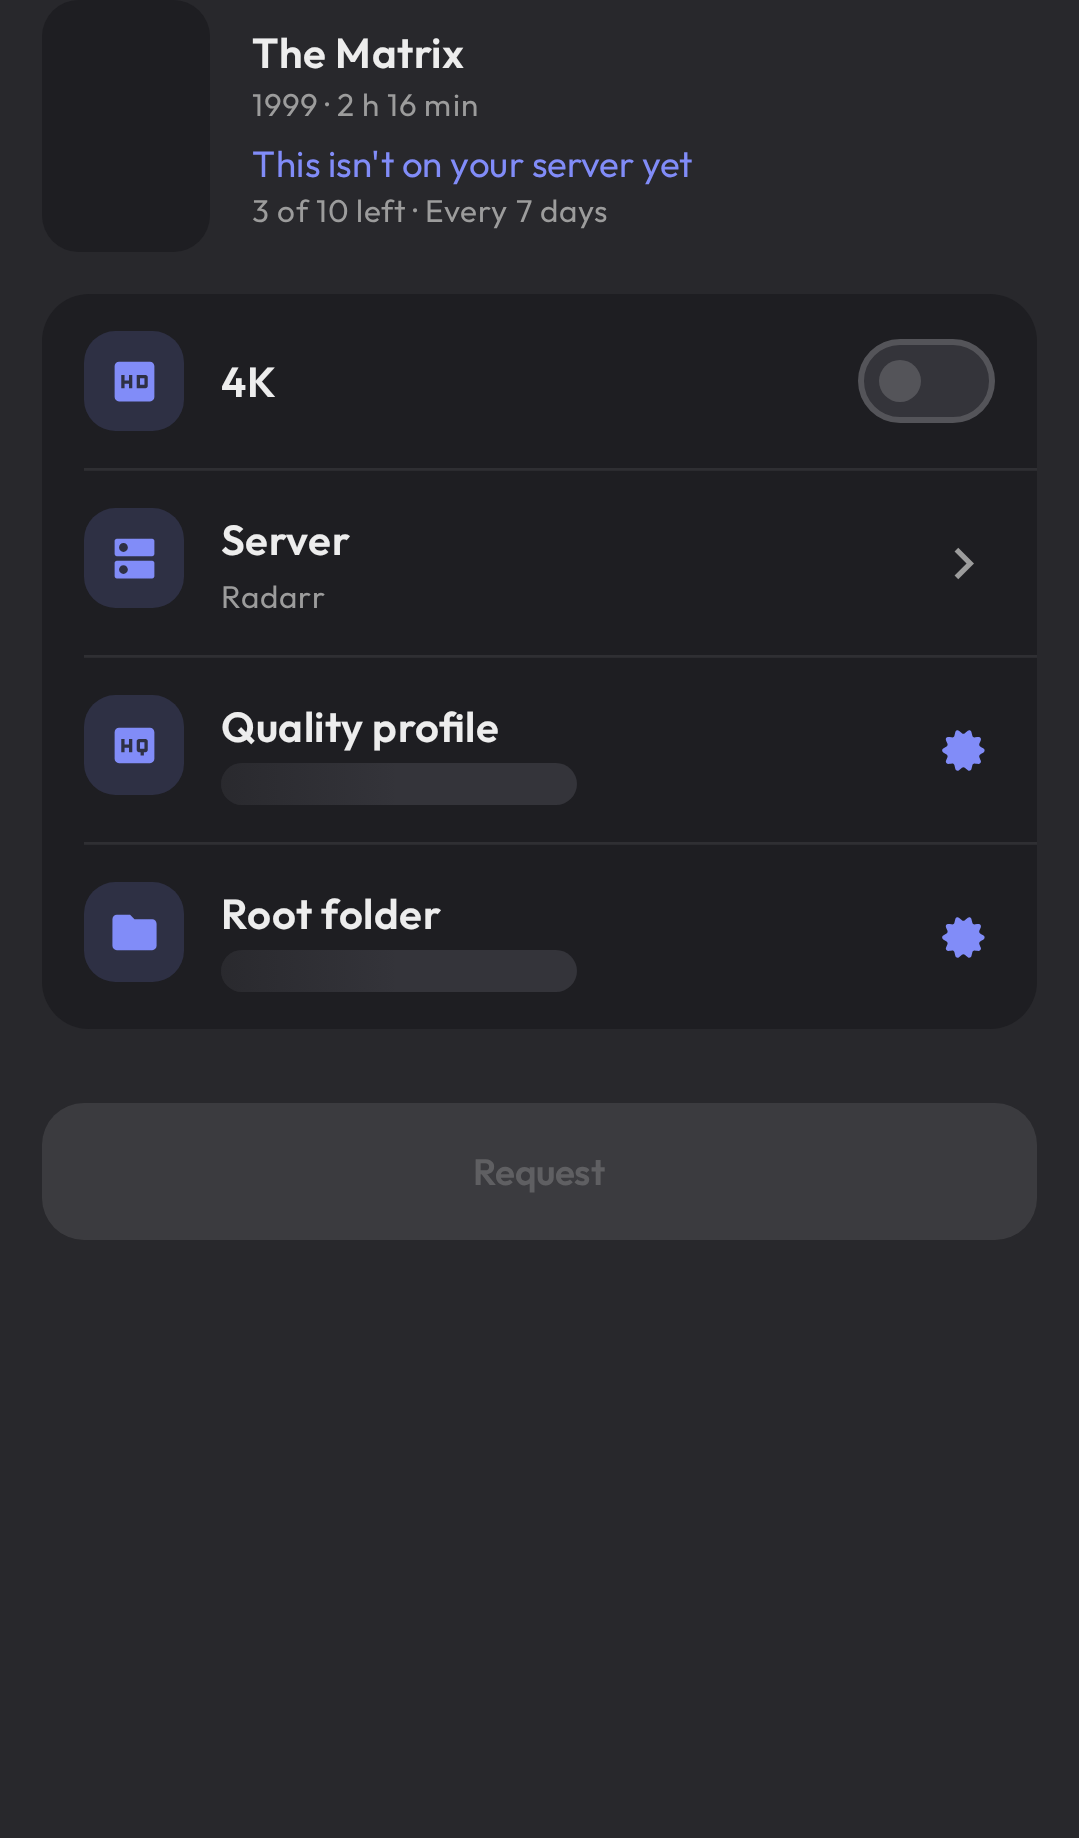 The Matrix
1999 · 2 h 16 min
This isn't on your server yet
3 of 10 left · Every 7 days
HD
4K
Server
Radarr
HQ
Quality profile
Root folder
Request